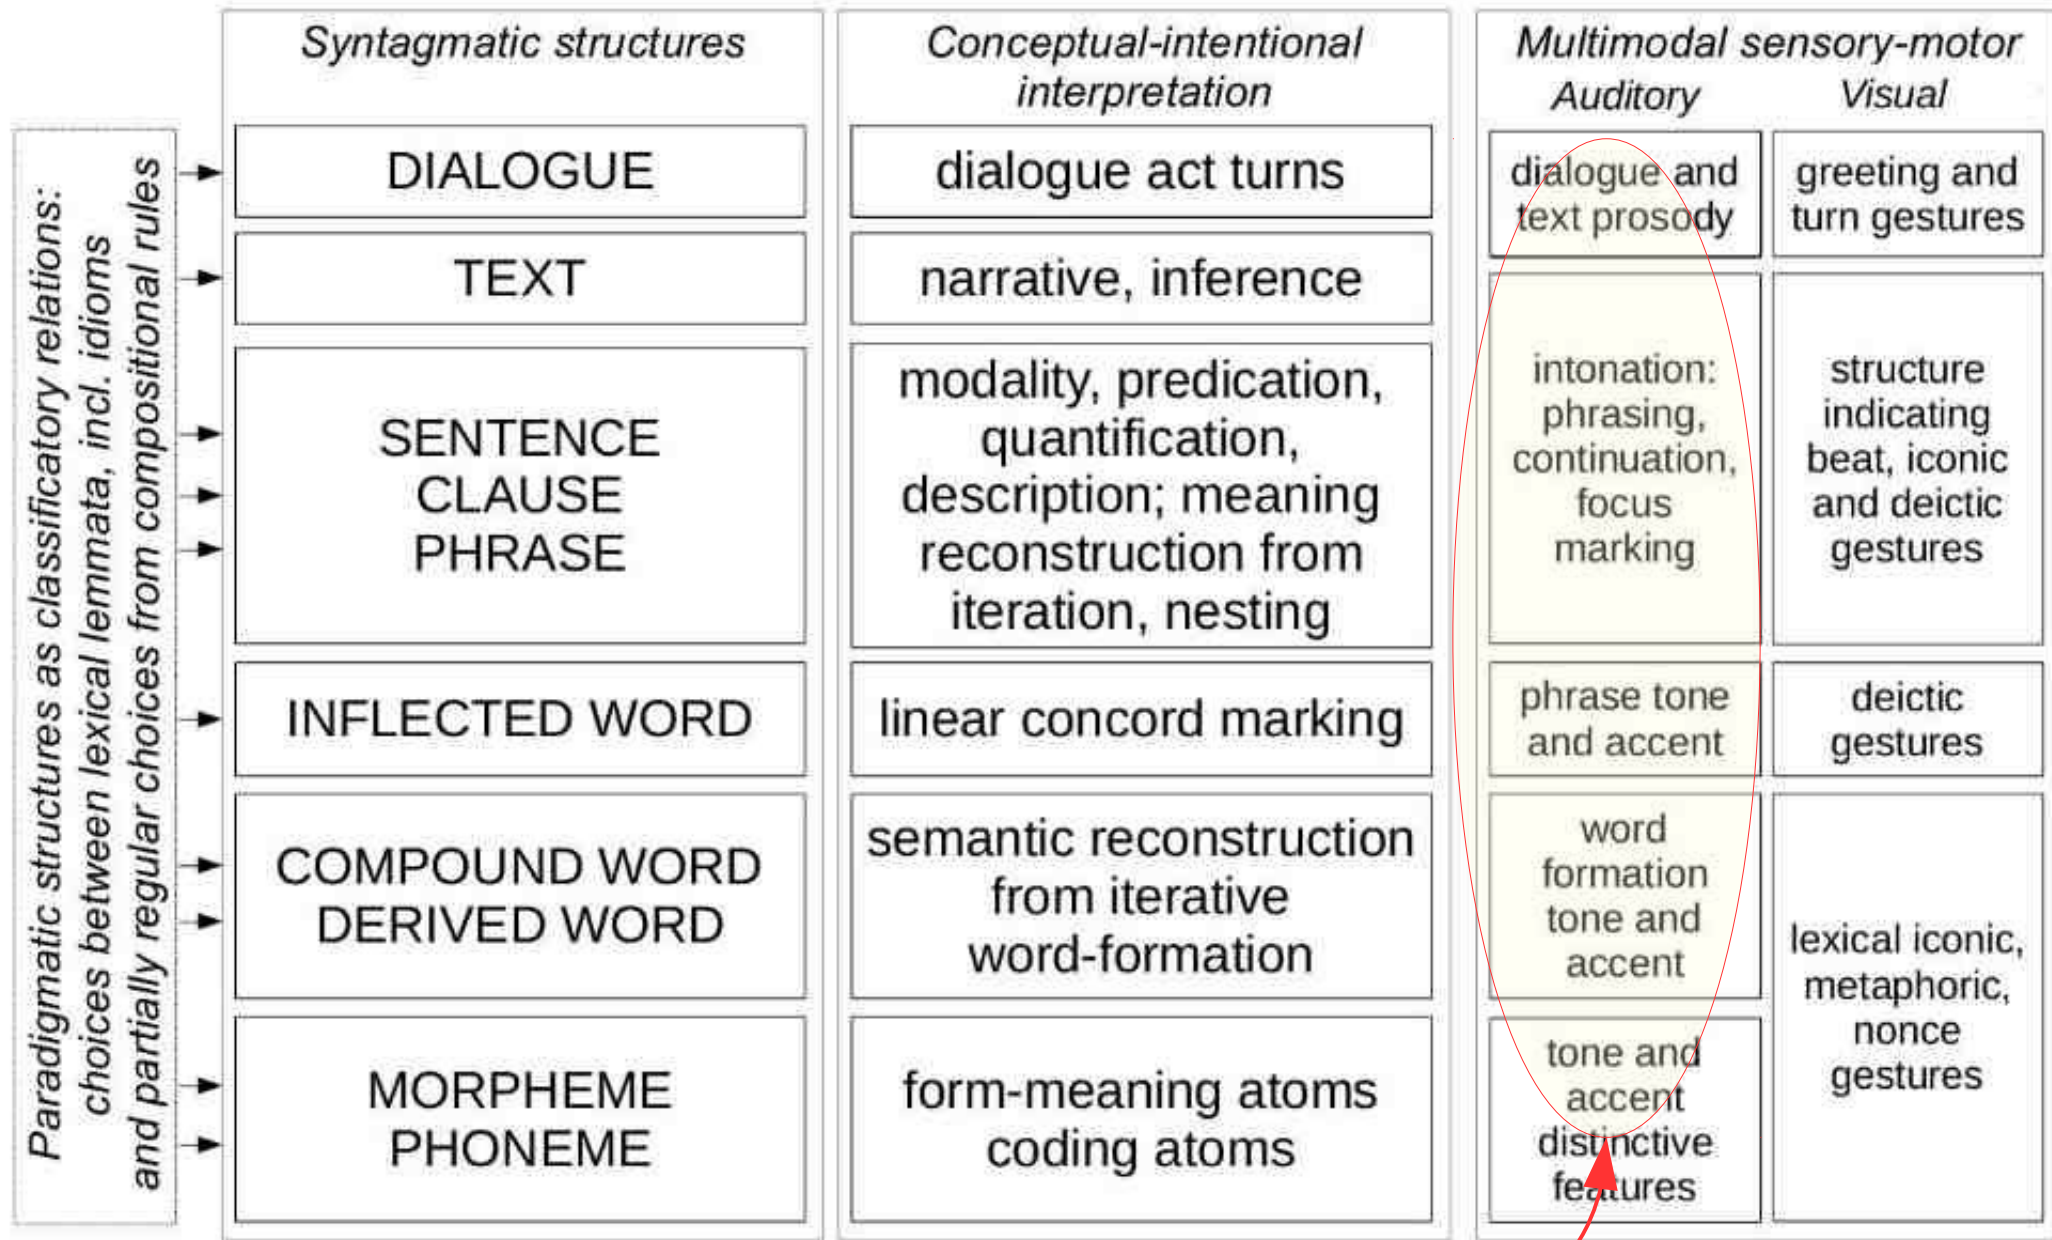 Paradigmatic structures as classificatory relations:
choices between lexical lemmata, incl. idioms
and partially regular choices from compositional rules
Syntagmatic structures
DIALOGUE
TEXT
SENTENCE
CLAUSE
PHRASE
INFLECTED WORD
COMPOUND WORD
DERIVED WORD
MORPHEME
PHONEME
Conceptual-intentional
interpretation
dialogue act turns
narrative, inference
modality, predication,
quantification,
description; meaning
reconstruction from
iteration, nesting
linear concord marking
semantic reconstruction
from iterative
word-formation
form-meaning atoms
coding atoms
Multimodal sensory-motor
Auditory
dialogue and
text prosody
intonation:
phrasing,
continuation,
focus
marking
phrase tone
and accent
word
formation
tone and
accent
tone and
accent
distinctive
features
Visual
greeting and
turn gestures
structure
indicating
beat, iconic
and deictic
gestures
deictic
gestures
lexical iconic,
metaphoric,
nonce
gestures